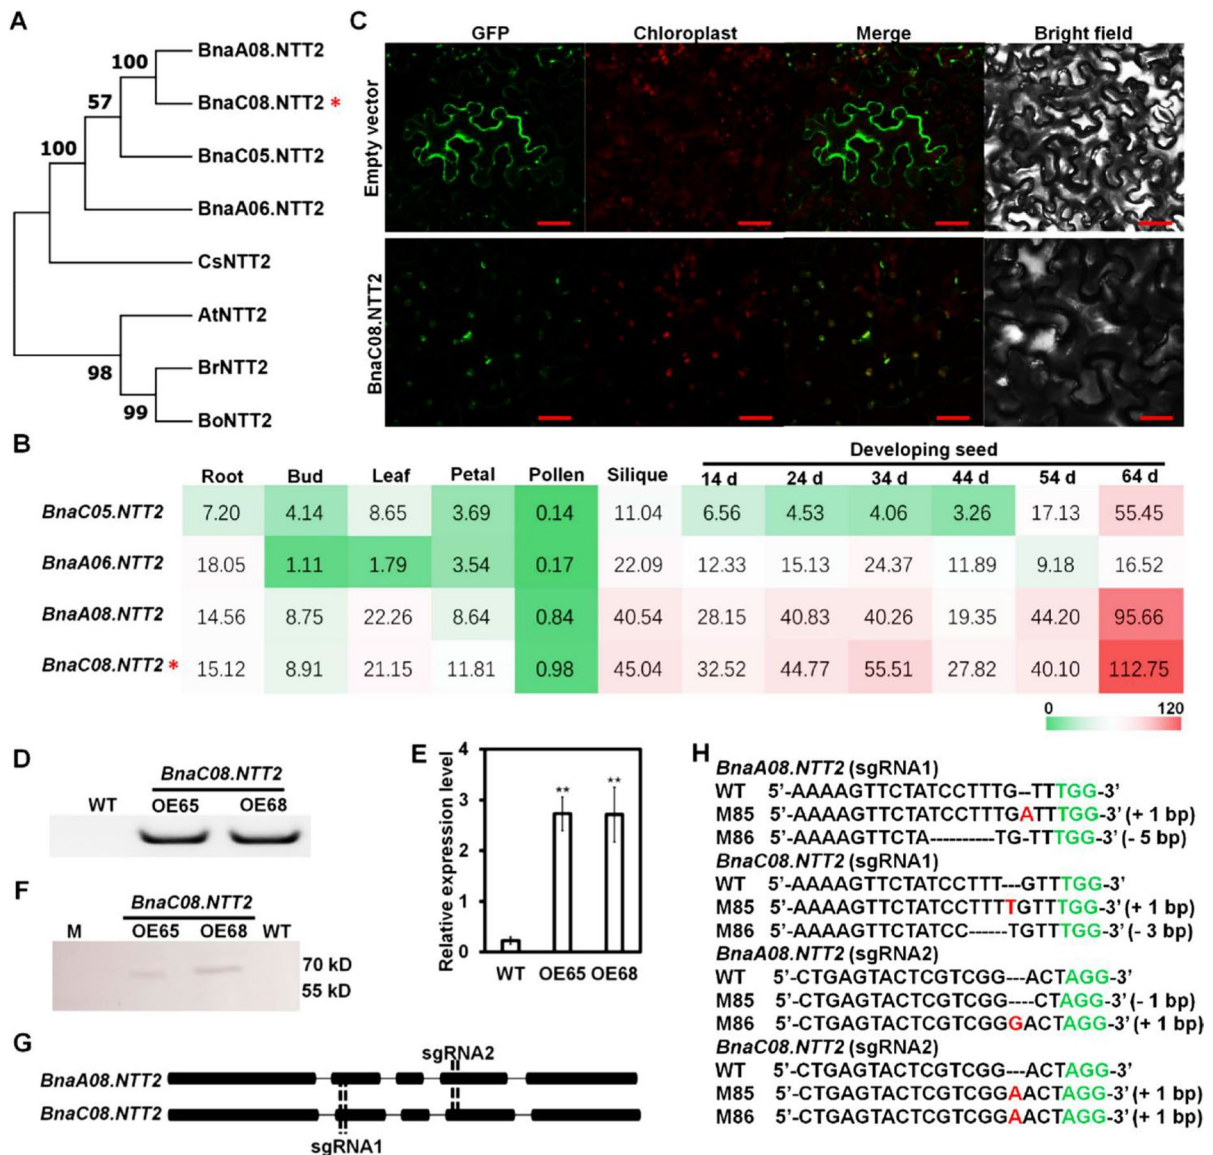 A
BnaA08.NTT2
BnaC08.NTT2 *
BnaC05.NTT2
BnaA06.NTT2
CsNTT2
AtNTT2
BrNTT2
BoNTT2
100
57
100
98
99
C
GFP Chloroplast Merge Bright field
Empty vector
BnaC08.NTT2
B
Developing seed
Root Bud Leaf Petal Pollen Silique 14 d 24 d 34 d 44 d 54 d 64 d
BnaC05.NTT2 7.20 4.14 8.65 3.69 0.14 11.04 6.56 4.53 4.06 3.26 17.13 55.45
BnaA06.NTT2 18.05 1.11 1.79 3.54 0.17 22.09 12.33 15.13 24.37 11.89 9.18 16.52
BnaA08.NTT2 14.56 8.75 22.26 8.64 0.84 40.54 28.15 40.83 40.26 19.35 44.20 95.66
BnaC08.NTT2 * 15.12 8.91 21.15 11.81 0.98 45.04 32.52 44.77 55.51 27.82 40.10 112.75
0 120
D
BnaC08.NTT2
WT OE65 OE68
E
Relative expression level
4
3
2
1
0
** **
WT OE65 OE68
F
BnaC08.NTT2
M OE65 OE68 WT
70 kD
55 kD
G
sgRNA2
BnaA08.NTT2
BnaC08.NTT2
sgRNA1
H
BnaA08.NTT2 (sgRNA1)
WT 5’-AAAAGTTCTATCCTTTG--TTTTGG-3’
M85 5’-AAAAGTTCTATCCTTTGATTTTGG-3’ (+ 1 bp)
M86 5’-AAAAGTTCTA----------TG-TTTTGG-3’ (- 5 bp)
BnaC08.NTT2 (sgRNA1)
WT 5’-AAAAGTTCTATCCTTT---GTTTTGG-3’
M85 5’-AAAAGTTCTATCCTTTTGTTTTGG-3’ (+ 1 bp)
M86 5’-AAAAGTTCTATCC------TGTTTTGG-3’ (- 3 bp)
BnaA08.NTT2 (sgRNA2)
WT 5’-CTGAGTACTCGTCGG---ACTAGG-3’
M85 5’-CTGAGTACTCGTCGG----CTAGG-3’ (- 1 bp)
M86 5’-CTGAGTACTCGTCGGGACTAGG-3’ (+ 1 bp)
BnaC08.NTT2 (sgRNA2)
WT 5’-CTGAGTACTCGTCGG---ACTAGG-3’
M85 5’-CTGAGTACTCGTCGGAACTAGG-3’ (+ 1 bp)
M86 5’-CTGAGTACTCGTCGGAACTAGG-3’ (+ 1 bp)